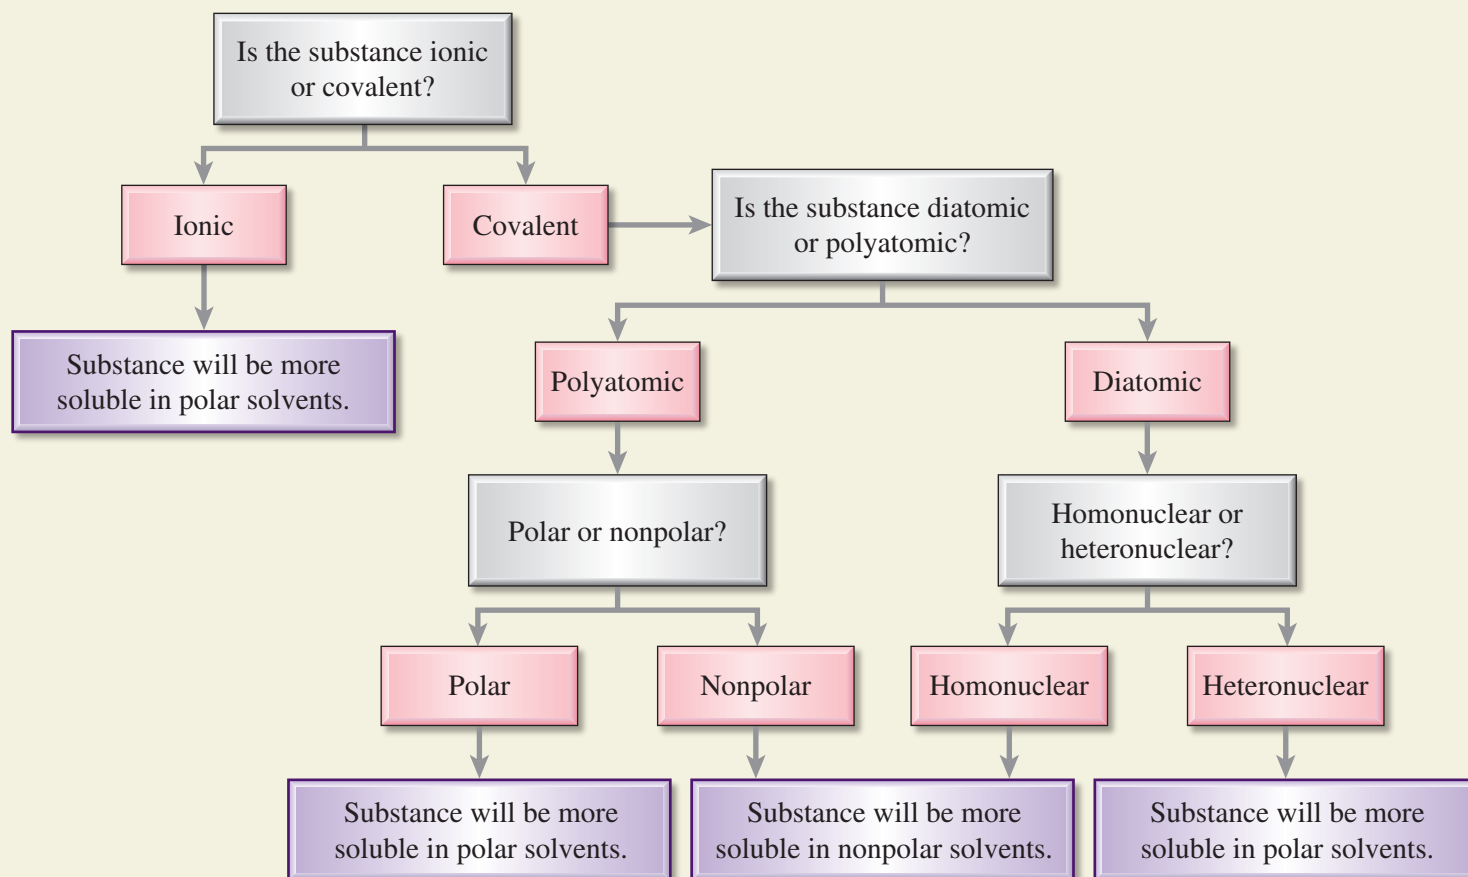 Is the substance ionic
or covalent?
Ionic
Covalent
Is the substance diatomic
or polyatomic?
Substance will be more
soluble in polar solvents.
Polyatomic
Diatomic
Polar or nonpolar?
Homonuclear or
heteronuclear?
Polar
Nonpolar
Homonuclear
Heteronuclear
Substance will be more
soluble in polar solvents.
Substance will be more
soluble in nonpolar solvents.
Substance will be more
soluble in polar solvents.